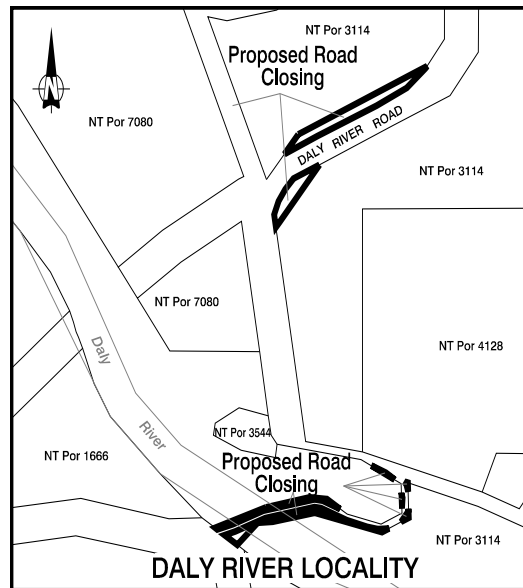 NT Por 3114
Proposed Road
Closing
N
NT Por 7080
DALY RIVER ROAD
NT Por 3114
NT Por 7080
Daly
River
NT Por 4128
NT Por 3544
NT Por 1666
Proposed Road
Closing
NT Por 3114
DALY RIVER LOCALITY